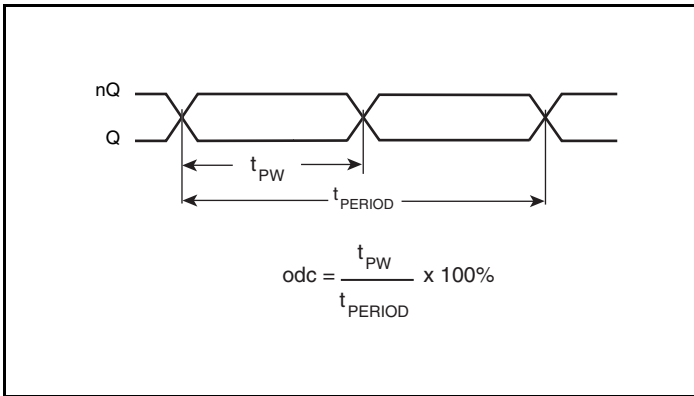 nQ
Q
tPW
tPERIOD
odc = tPW / tPERIOD x 100%